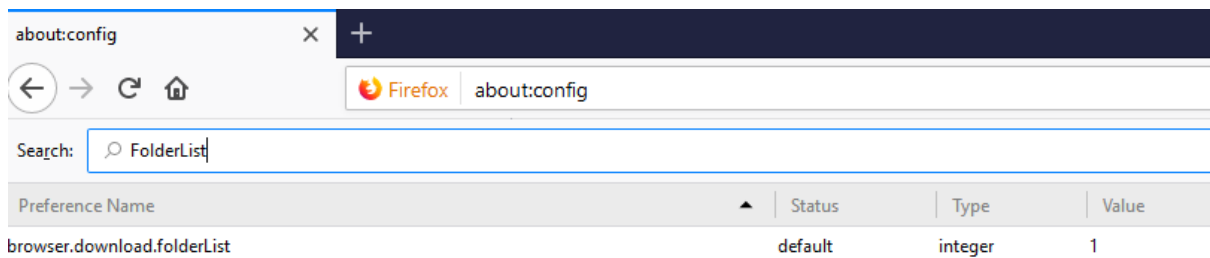 about:config
Firefox about:config
Search: FolderList
Preference Name Status Type Value
browser.download.folderList default integer 1